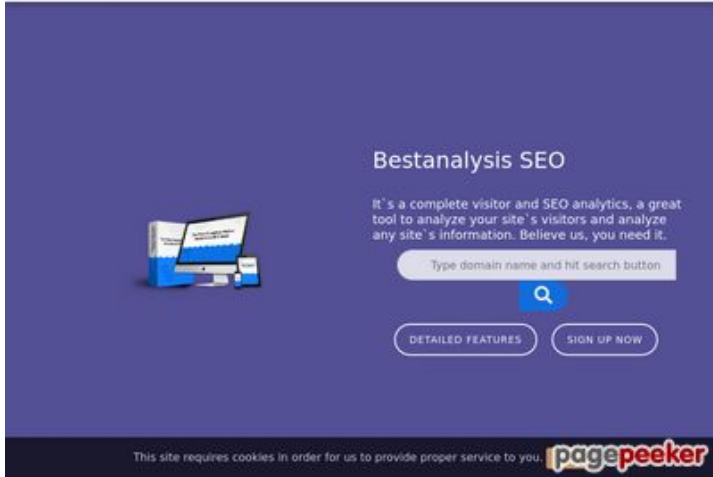 Bestanalysis SEO
It`s a complete visitor and SEO analytics, a great
tool to analyze your site`s visitors and analyze
any site`s information. Believe us, you need it.
Type domain name and hit search button
DETAILED FEATURES
SIGN UP NOW
This site requires cookies in order for us to provide proper service to you.
pagepeeker